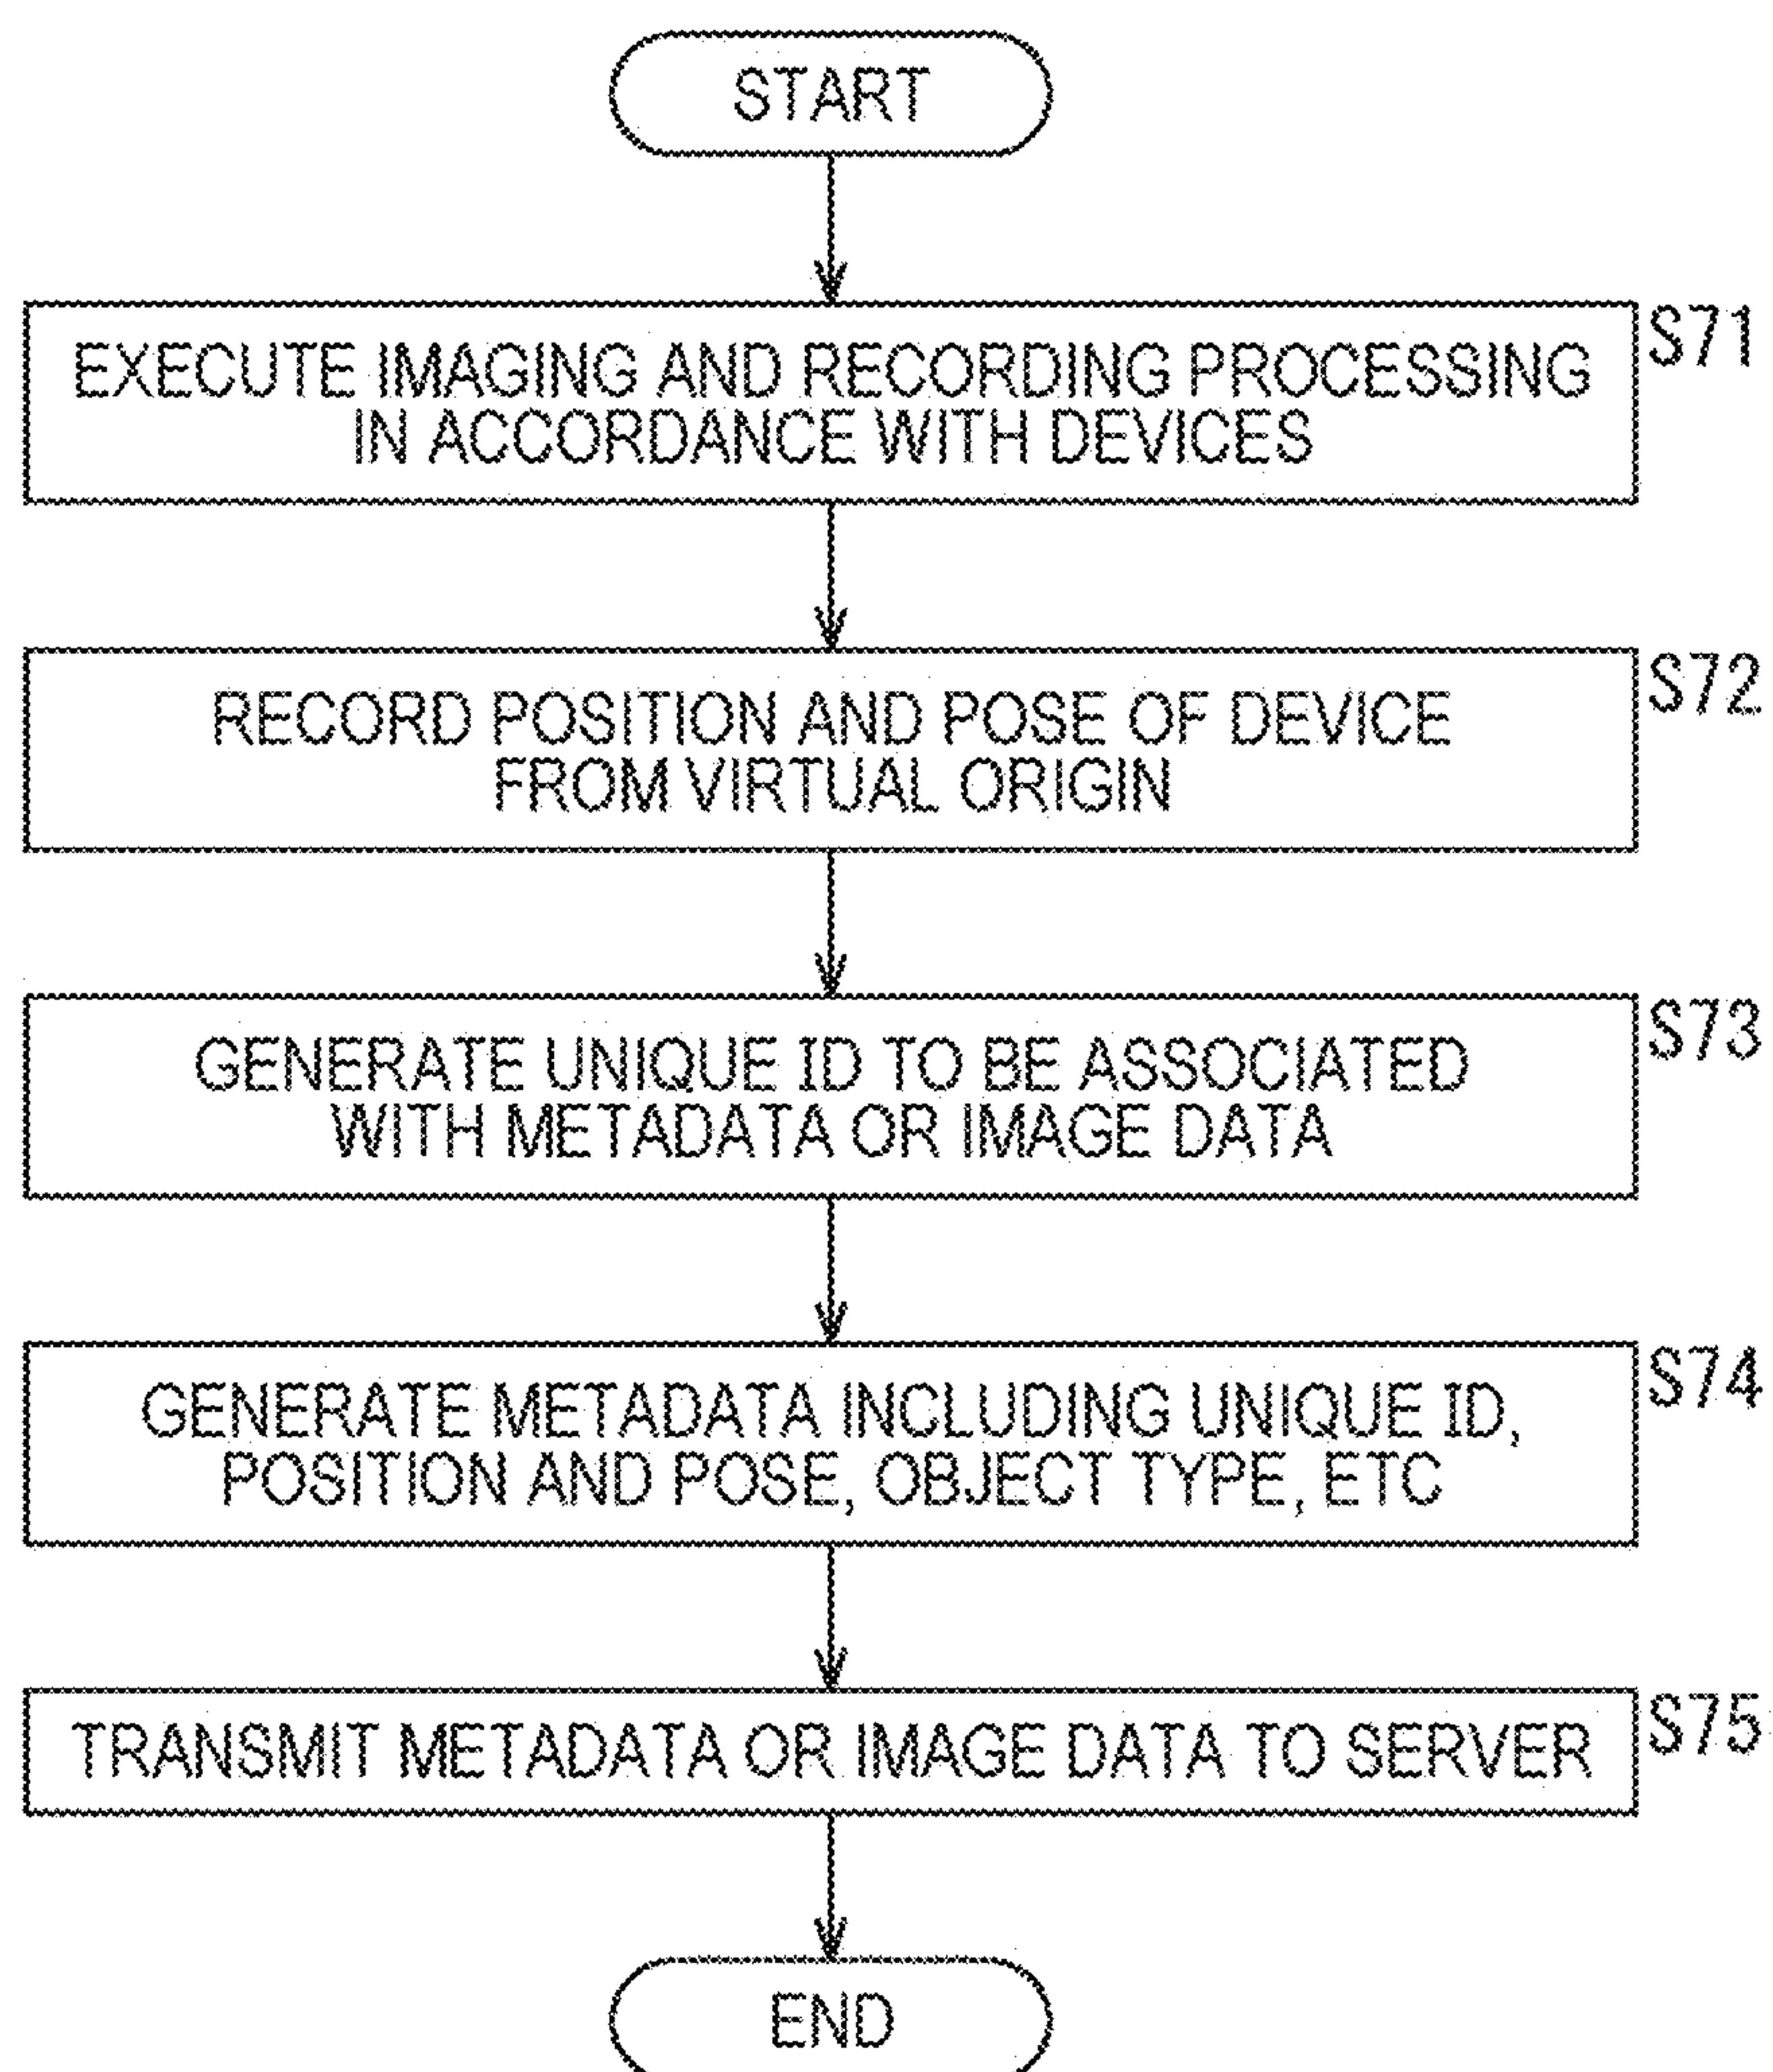 START
EXECUTE IMAGING AND RECORDING PROCESSING
IN ACCORDANCE WITH DEVICES
S71
RECORD POSITION AND POSE OF DEVICE
FROM VIRTUAL ORIGIN
S72
GENERATE UNIQUE ID TO BE ASSOCIATED
WITH METADATA OR IMAGE DATA
S73
GENERATE METADATA INCLUDING UNIQUE ID,
POSITION AND POSE, OBJECT TYPE, ETC
S74
TRANSMIT METADATA OR IMAGE DATA TO SERVER
S75
END